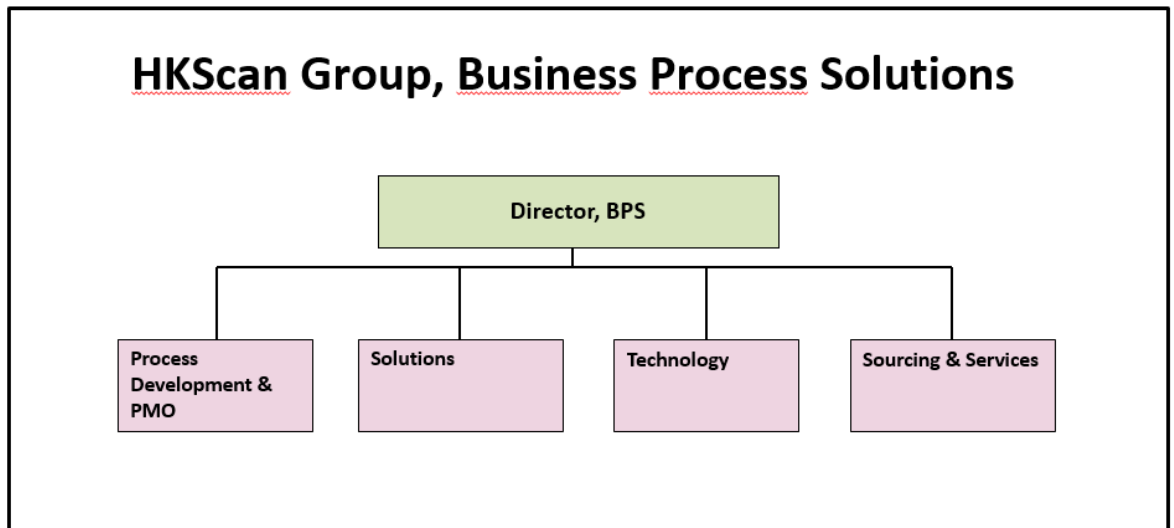 HKScan Group, Business Process Solutions
Director, BPS
Process
Development &
PMO
Solutions
Technology
Sourcing & Services